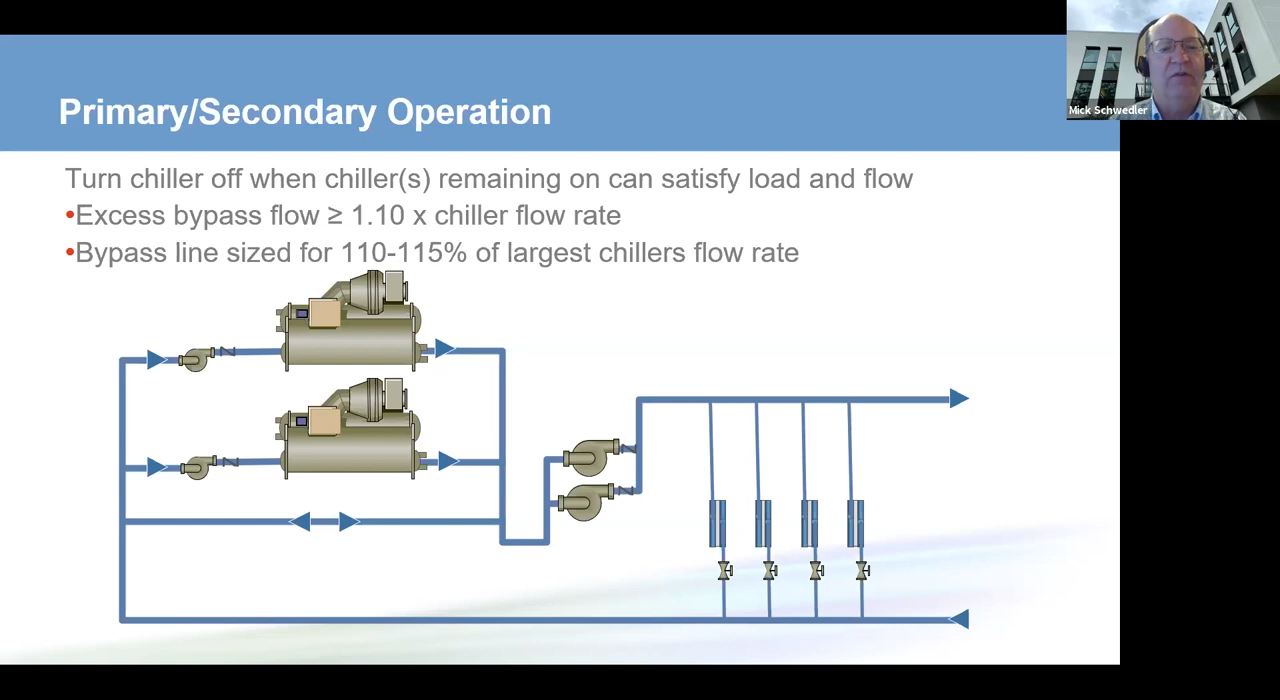 Primary/Secondary Operation
Mick Schwedler
Turn chiller off when chiller(s) remaining on can satisfy load and flow
•Excess bypass flow ≥ 1.10 x chiller flow rate
•Bypass line sized for 110-115% of largest chillers flow rate